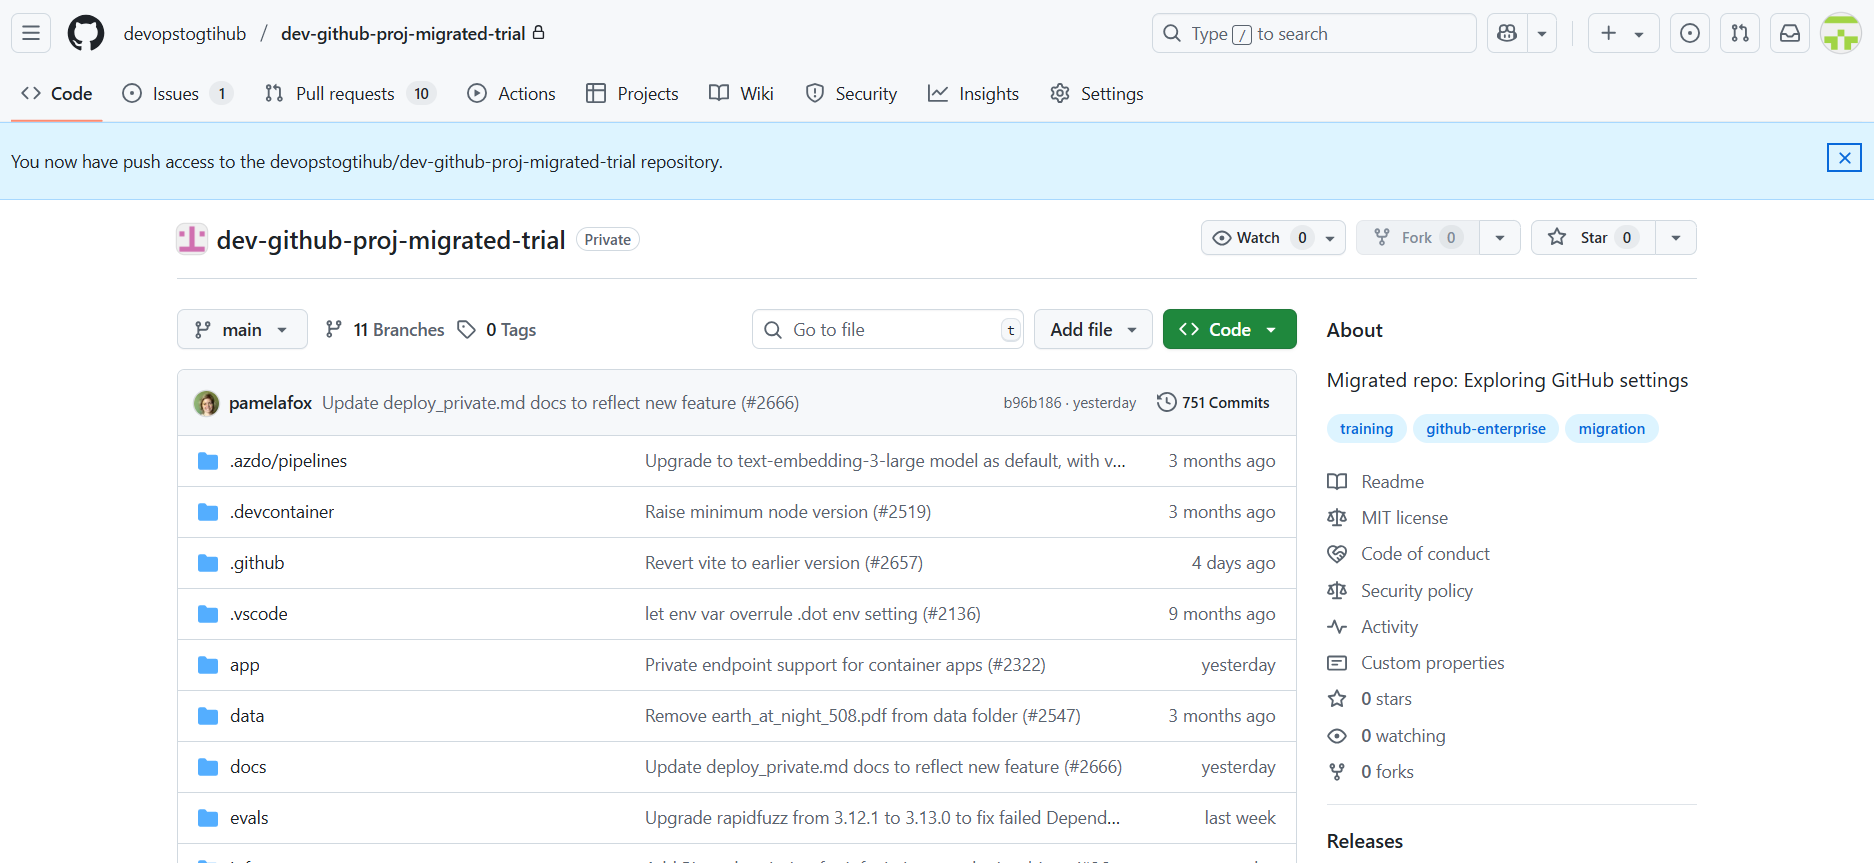 devopstogtihub / dev-github-proj-migrated-trial
Type / to search
Code Issues 1 Pull requests 10 Actions Projects Wiki Security Insights Settings
You now have push access to the devopstogtihub/dev-github-proj-migrated-trial repository.
dev-github-proj-migrated-trial Private
Watch 0 Fork 0 Star 0
main 11 Branches 0 Tags
Go to file t Add file Code
pamelafox Update deploy_private.md docs to reflect new feature (#2666) b96b186 · yesterday 751 Commits
.azdo/pipelines Upgrade to text-embedding-3-large model as default, with v... 3 months ago
.devcontainer Raise minimum node version (#2519) 3 months ago
.github Revert vite to earlier version (#2657) 4 days ago
.vscode let env var overrule .dot env setting (#2136) 9 months ago
app Private endpoint support for container apps (#2322) yesterday
data Remove earth_at_night_508.pdf from data folder (#2547) 3 months ago
docs Update deploy_private.md docs to reflect new feature (#2666) yesterday
evals Upgrade rapidfuzz from 3.12.1 to 3.13.0 to fix failed Depend... last week
About
Migrated repo: Exploring GitHub settings
training github-enterprise migration
Readme
MIT license
Code of conduct
Security policy
Activity
Custom properties
0 stars
0 watching
0 forks
Releases